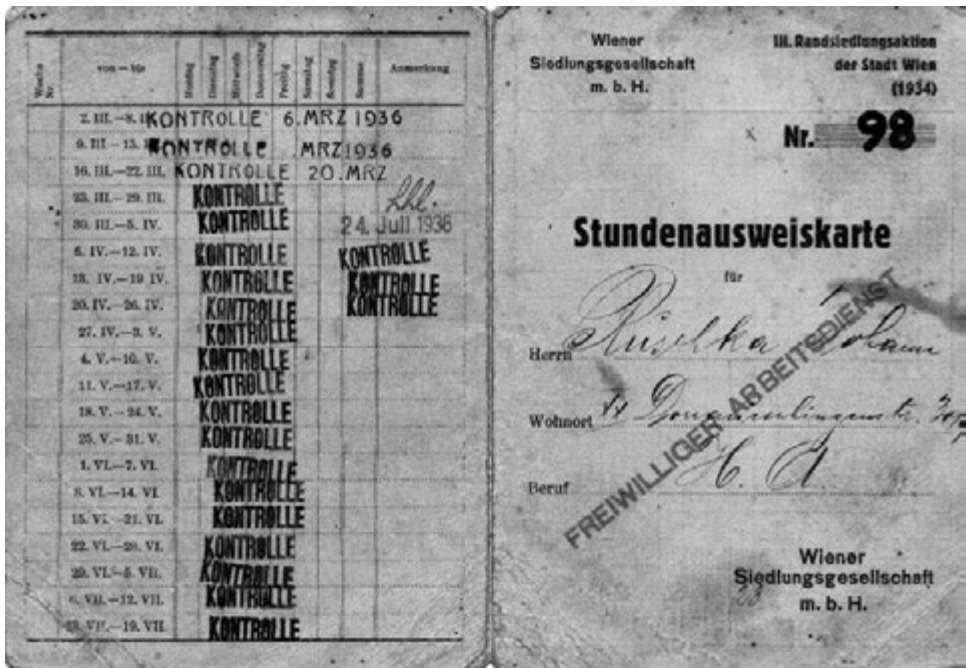 Woche Nr. von — bis Montag Dienstag Mittwoch Donnerstag Freitag Samstag Sonntag Summe Anmerkung
2. III.—8. KONTROLLE 6. MRZ 1936
9. III.—15. KONTROLLE .MRZ 1936
16. III.—22. III. KONTROLLE 20. MRZ
23. III.—29. III. KONTROLLE
30. III.—5. IV. KONTROLLE 24. Juli 1936
6. IV.—12. IV. KONTROLLE KONTROLLE
13. IV.—19 IV. KONTROLLE KONTROLLE
20. IV.—26. IV. KONTROLLE KONTROLLE
27. IV.—3. V. KONTROLLE
4. V.—10. V. KONTROLLE
11. V.—17. V. KONTROLLE
18. V.—24. V. KONTROLLE
25. V.—31. V. KONTROLLE
1. VI.—7. VI. KONTROLLE
8. VI.—14. VI. KONTROLLE
15. VI.—21. VI. KONTROLLE
22. VI.—28. VI. KONTROLLE
29. VI.—5. VII. KONTROLLE
6. VII.—12. VII. KONTROLLE
13. VII.—19. VII. KONTROLLE
Wiener
Siedlungsgesellschaft
m. b. H.
III. Randsiedlungsaktion
der Stadt Wien
(1934)
Nr. 98
Stundenausweiskarte
für
Herrn Johann
Wohnort
Beruf H. A.
FREIWILLIGER ARBEITSDIENST
Wiener
Siedlungsgesellschaft
m. b. H.